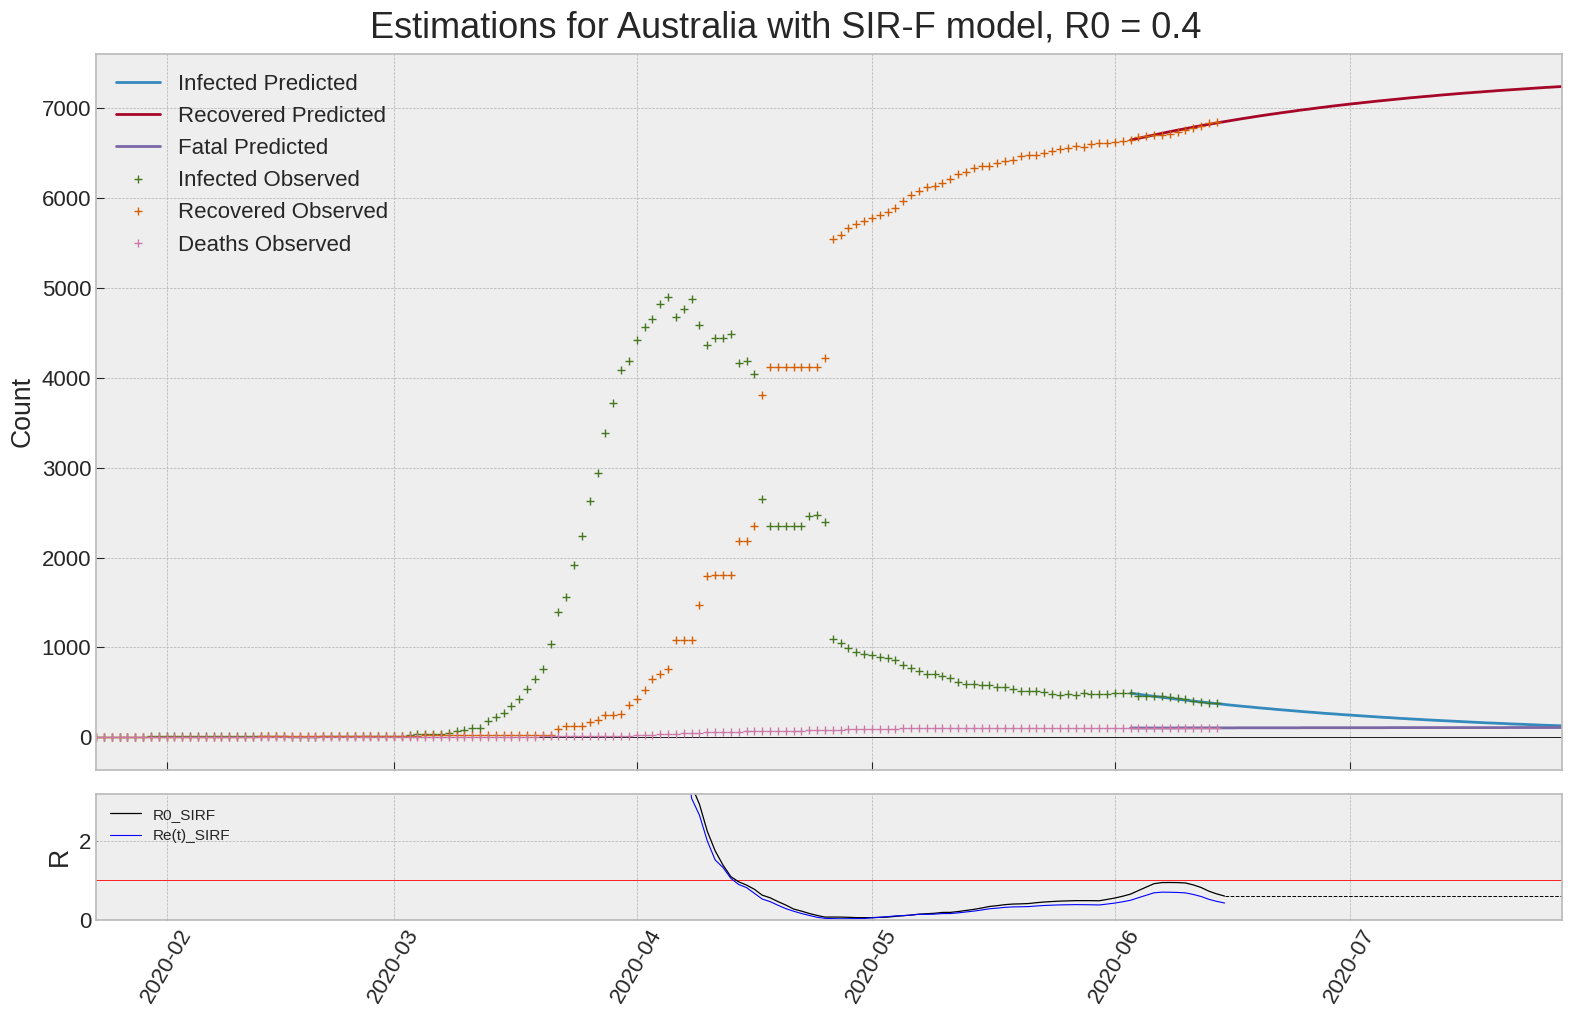 Estimations for Australia with SIR-F model, R0 = 0.4
Infected Predicted
Recovered Predicted
Fatal Predicted
Infected Observed
Recovered Observed
Deaths Observed
Count
7000
6000
5000
4000
3000
2000
1000
0
R0_SIRF
Re(t)_SIRF
R
2
0
2020-02
2020-03
2020-04
2020-05
2020-06
2020-07